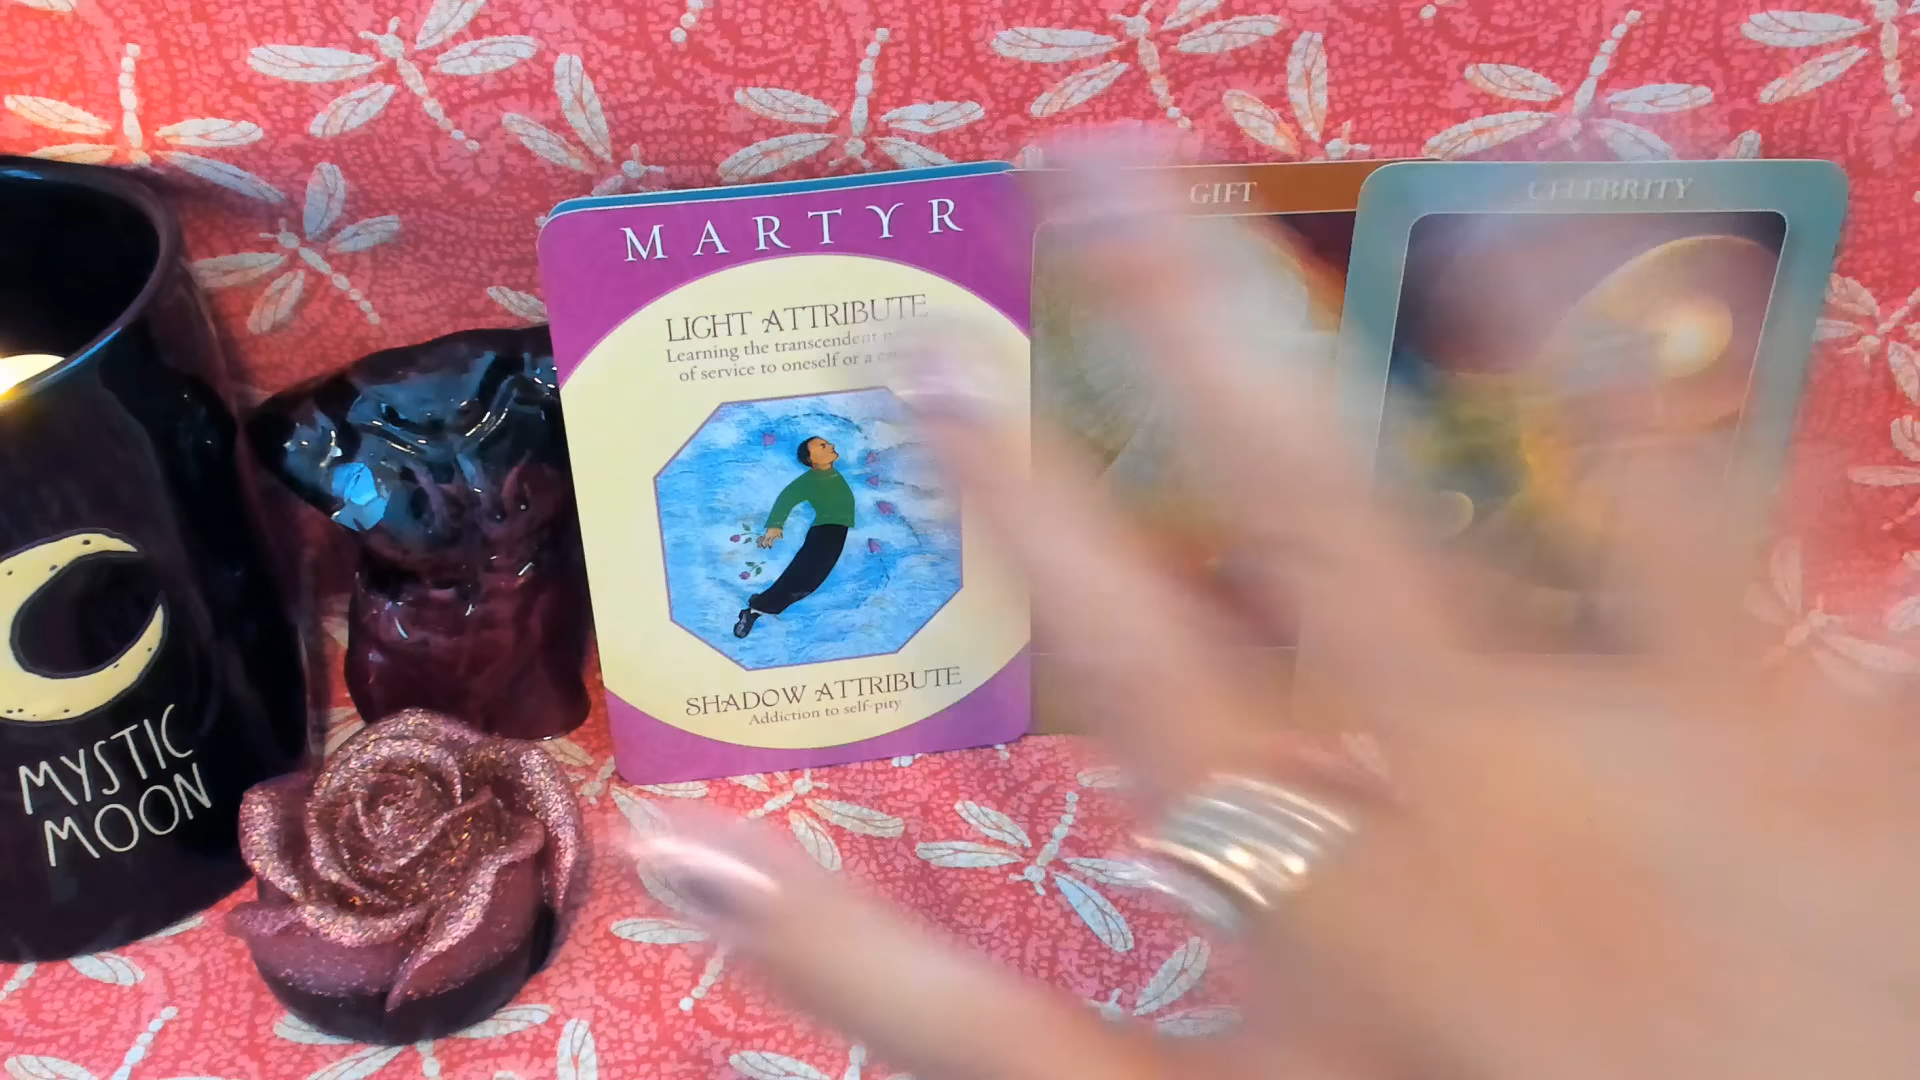 MARTYR
LIGHT ATTRIBUTE
Learning the transcendent
of service to oneself or a
SHADOW ATTRIBUTE
Addiction to self-pity
GIFT
CELEBRITY
MYSTIC
MOON